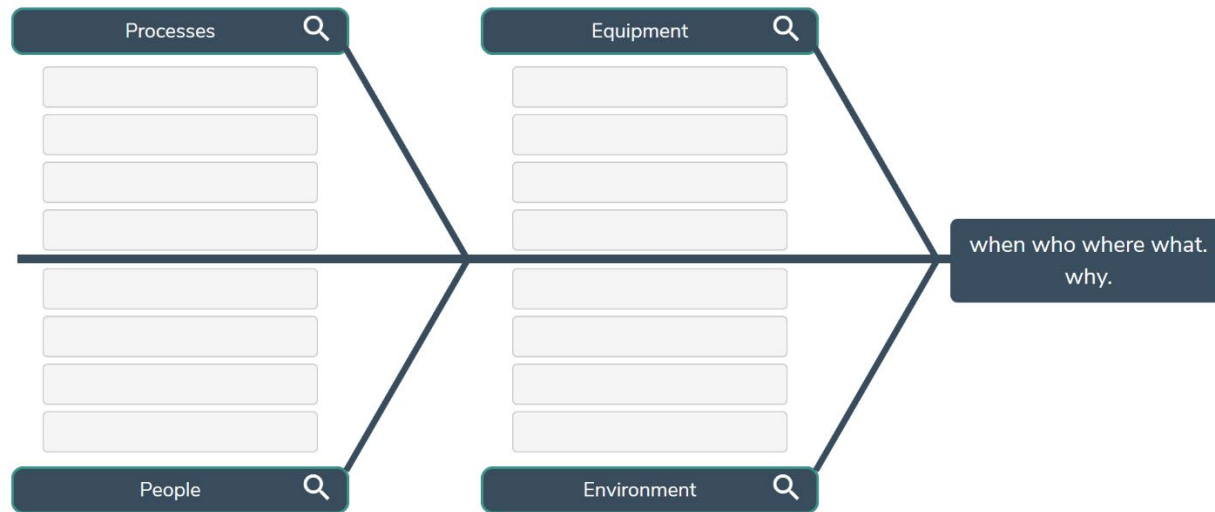 Processes
Equipment
when who where what.
why.
People
Environment